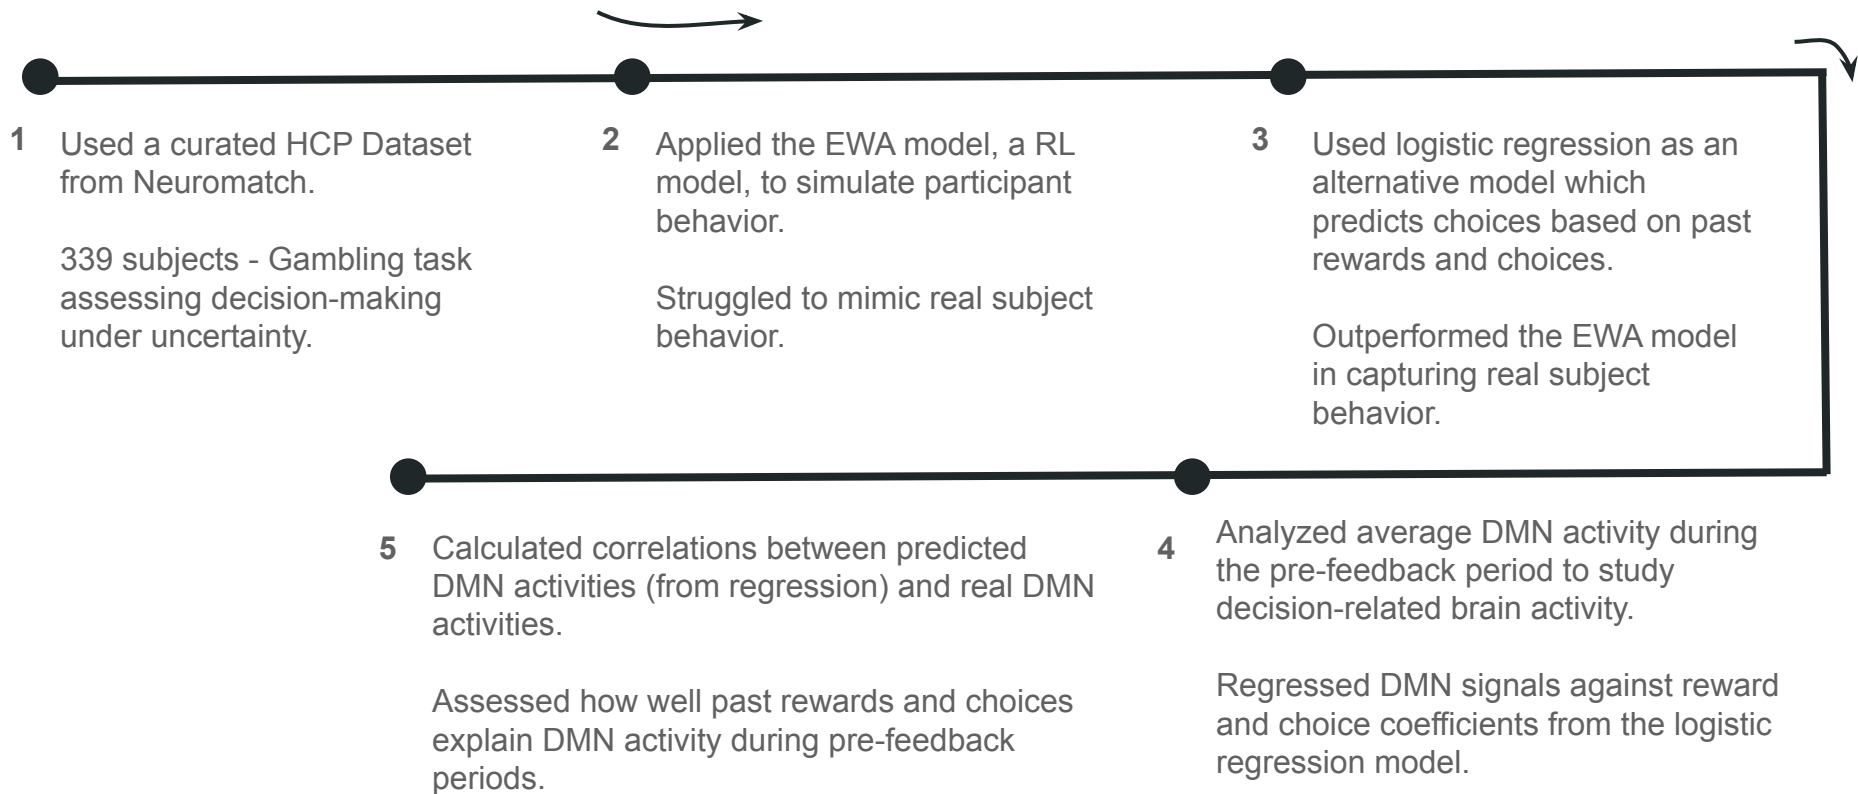 1
Used a curated HCP Dataset
from Neuromatch.
339 subjects - Gambling task
assessing decision-making
under uncertainty.
2
Applied the EWA model, a RL
model, to simulate participant
behavior.
Struggled to mimic real subject
behavior.
3
Used logistic regression as an
alternative model which
predicts choices based on past
rewards and choices.
Outperformed the EWA model
in capturing real subject
behavior.
4
Analyzed average DMN activity during
the pre-feedback period to study
decision-related brain activity.
Regressed DMN signals against reward
and choice coefficients from the logistic
regression model.
5
Calculated correlations between predicted
DMN activities (from regression) and real DMN
activities.
Assessed how well past rewards and choices
explain DMN activity during pre-feedback
periods.